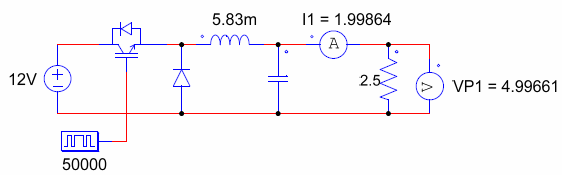 5.83m
I1 = 1.99864
A
12V
2.5
V
VP1 = 4.99661
50000